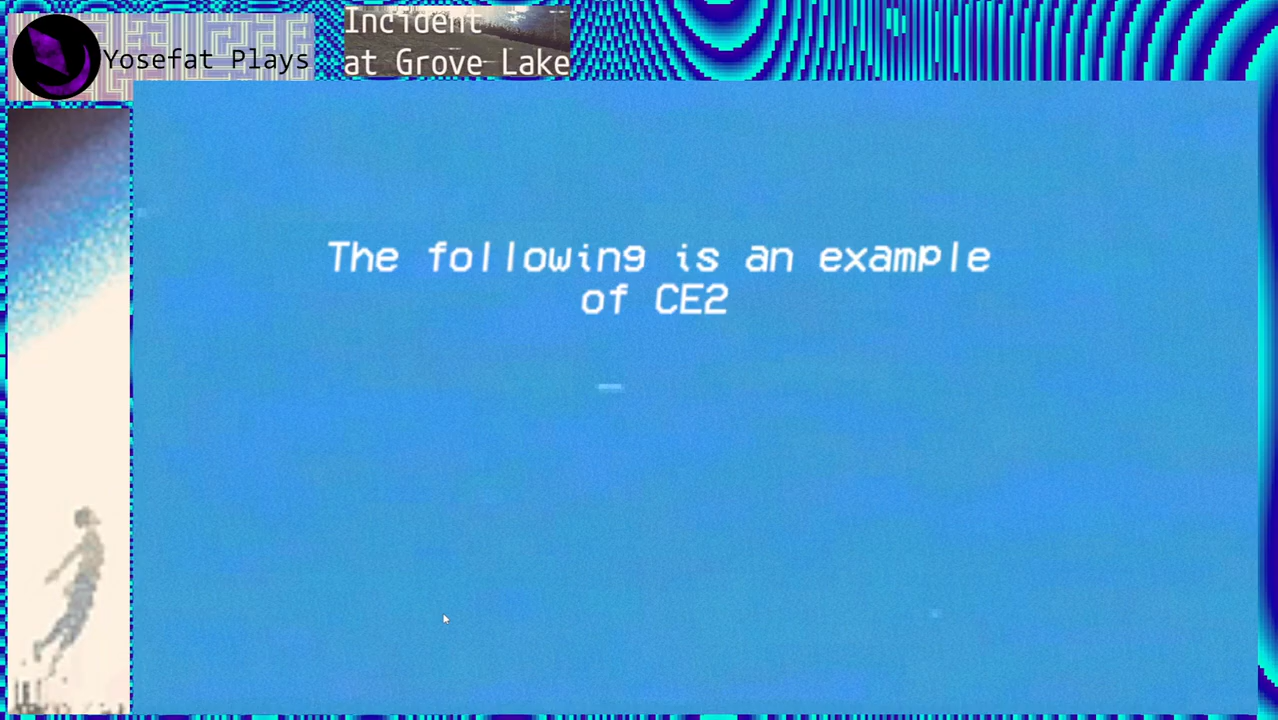 Yosefat Plays
Incident
at Grove Lake
The following is an example
of CE2